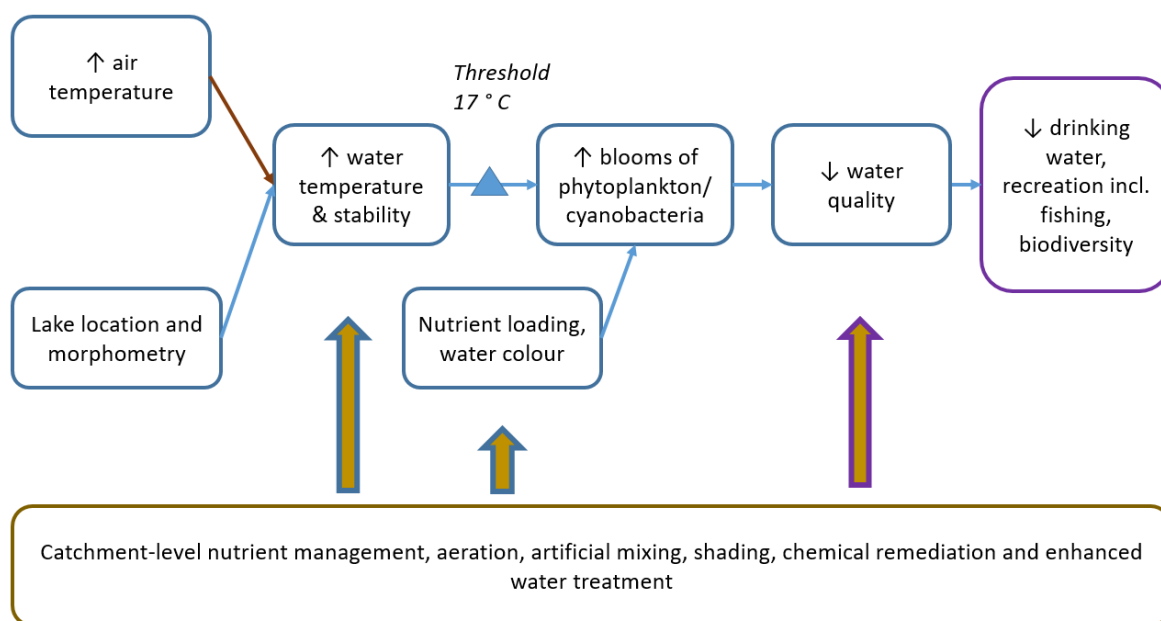 ↑ air
temperature
Threshold
17 ° C
↑ water
temperature
& stability
↑ blooms of
phytoplankton/
cyanobacteria
↓ water
quality
↓ drinking
water,
recreation incl.
fishing,
biodiversity
Lake location and
morphometry
Nutrient loading,
water colour
Catchment-level nutrient management, aeration, artificial mixing, shading, chemical remediation and enhanced
water treatment